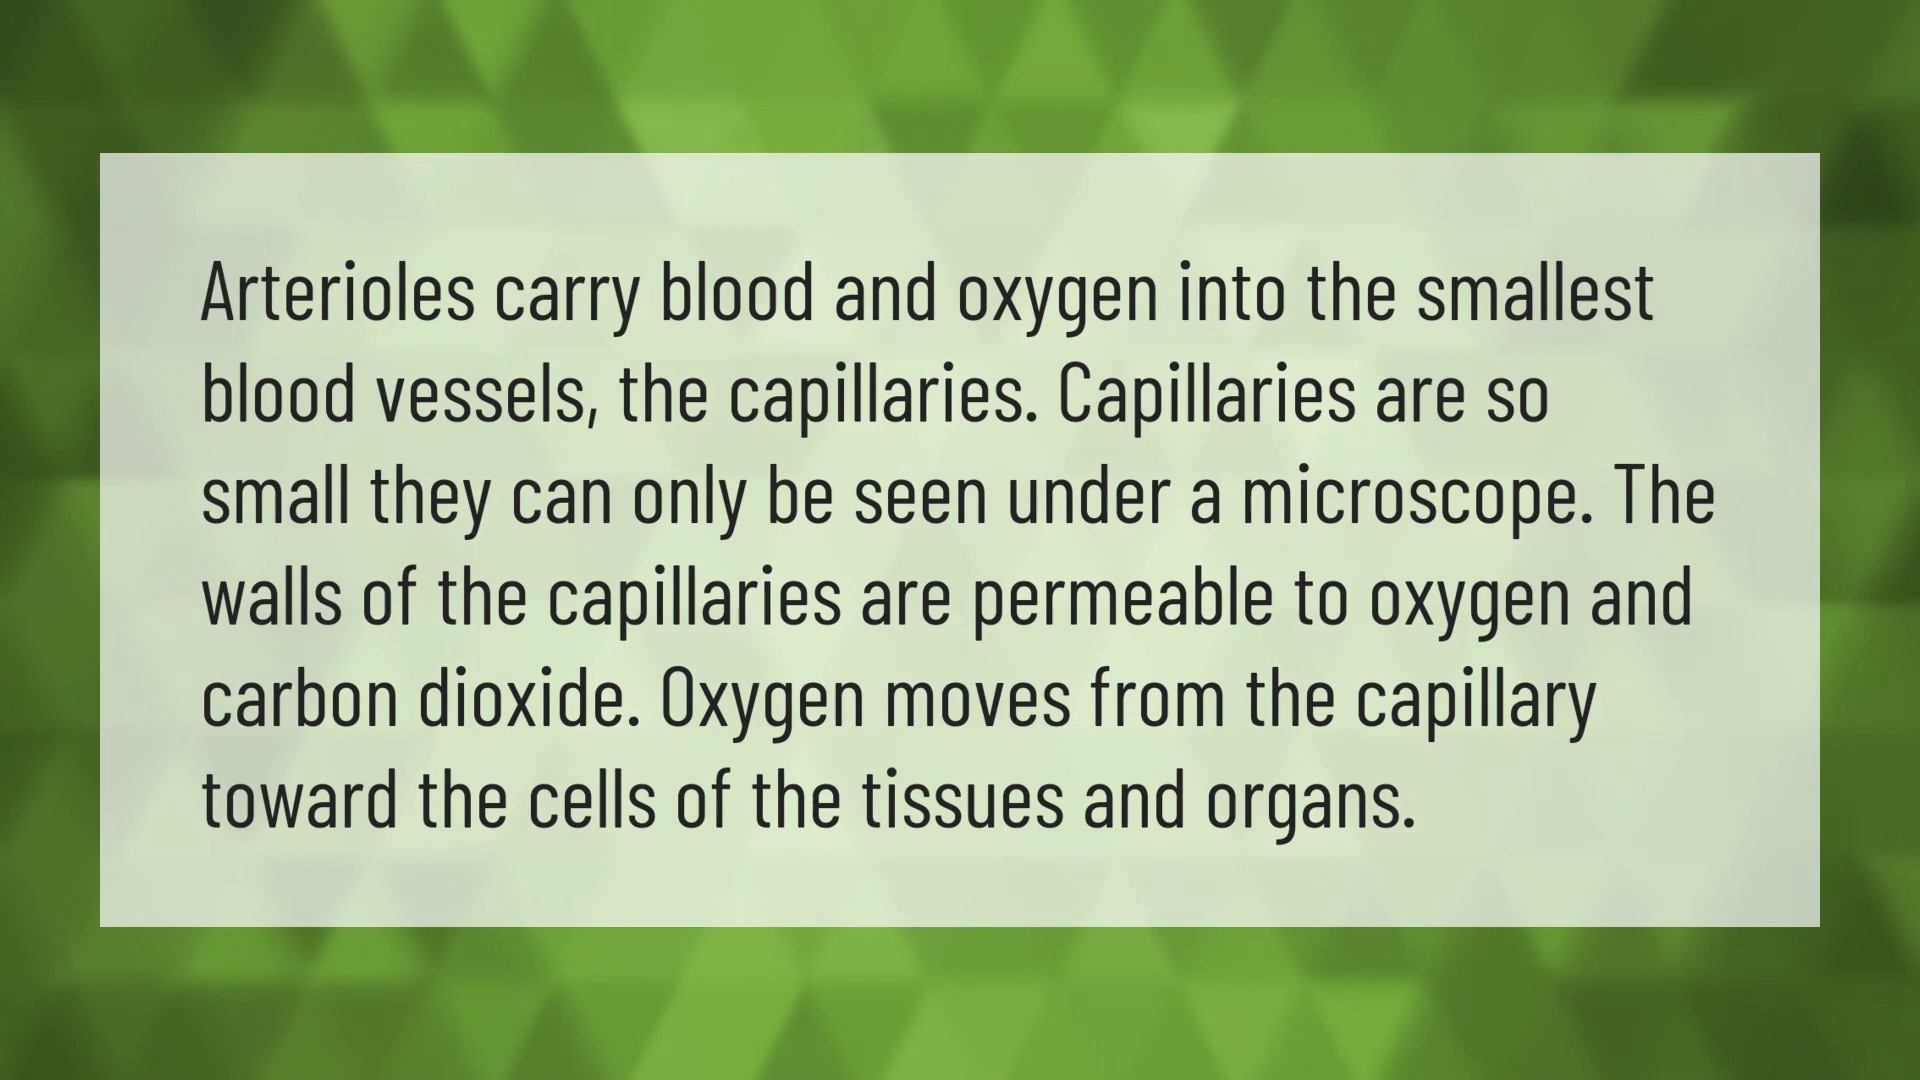 Arterioles carry blood and oxygen into the smallest
blood vessels, the capillaries. Capillaries are so
small they can only be seen under a microscope. The
walls of the capillaries are permeable to oxygen and
carbon dioxide. Oxygen moves from the capillary
toward the cells of the tissues and organs.